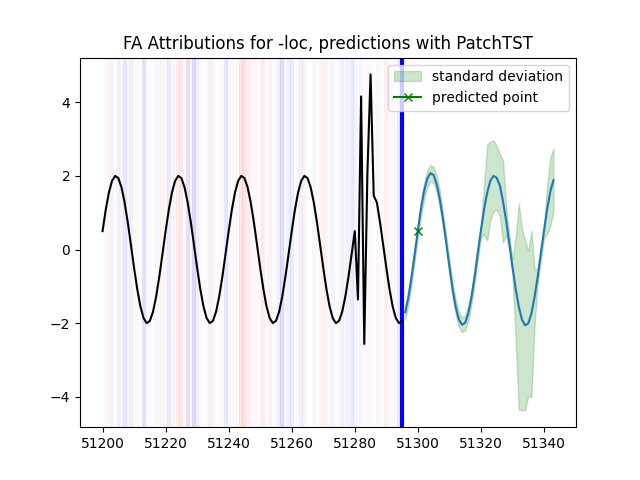 FA Attributions for -loc, predictions with PatchTST
standard deviation
predicted point
4
2
0
−2
−4
51200 51220 51240 51260 51280 51300 51320 51340